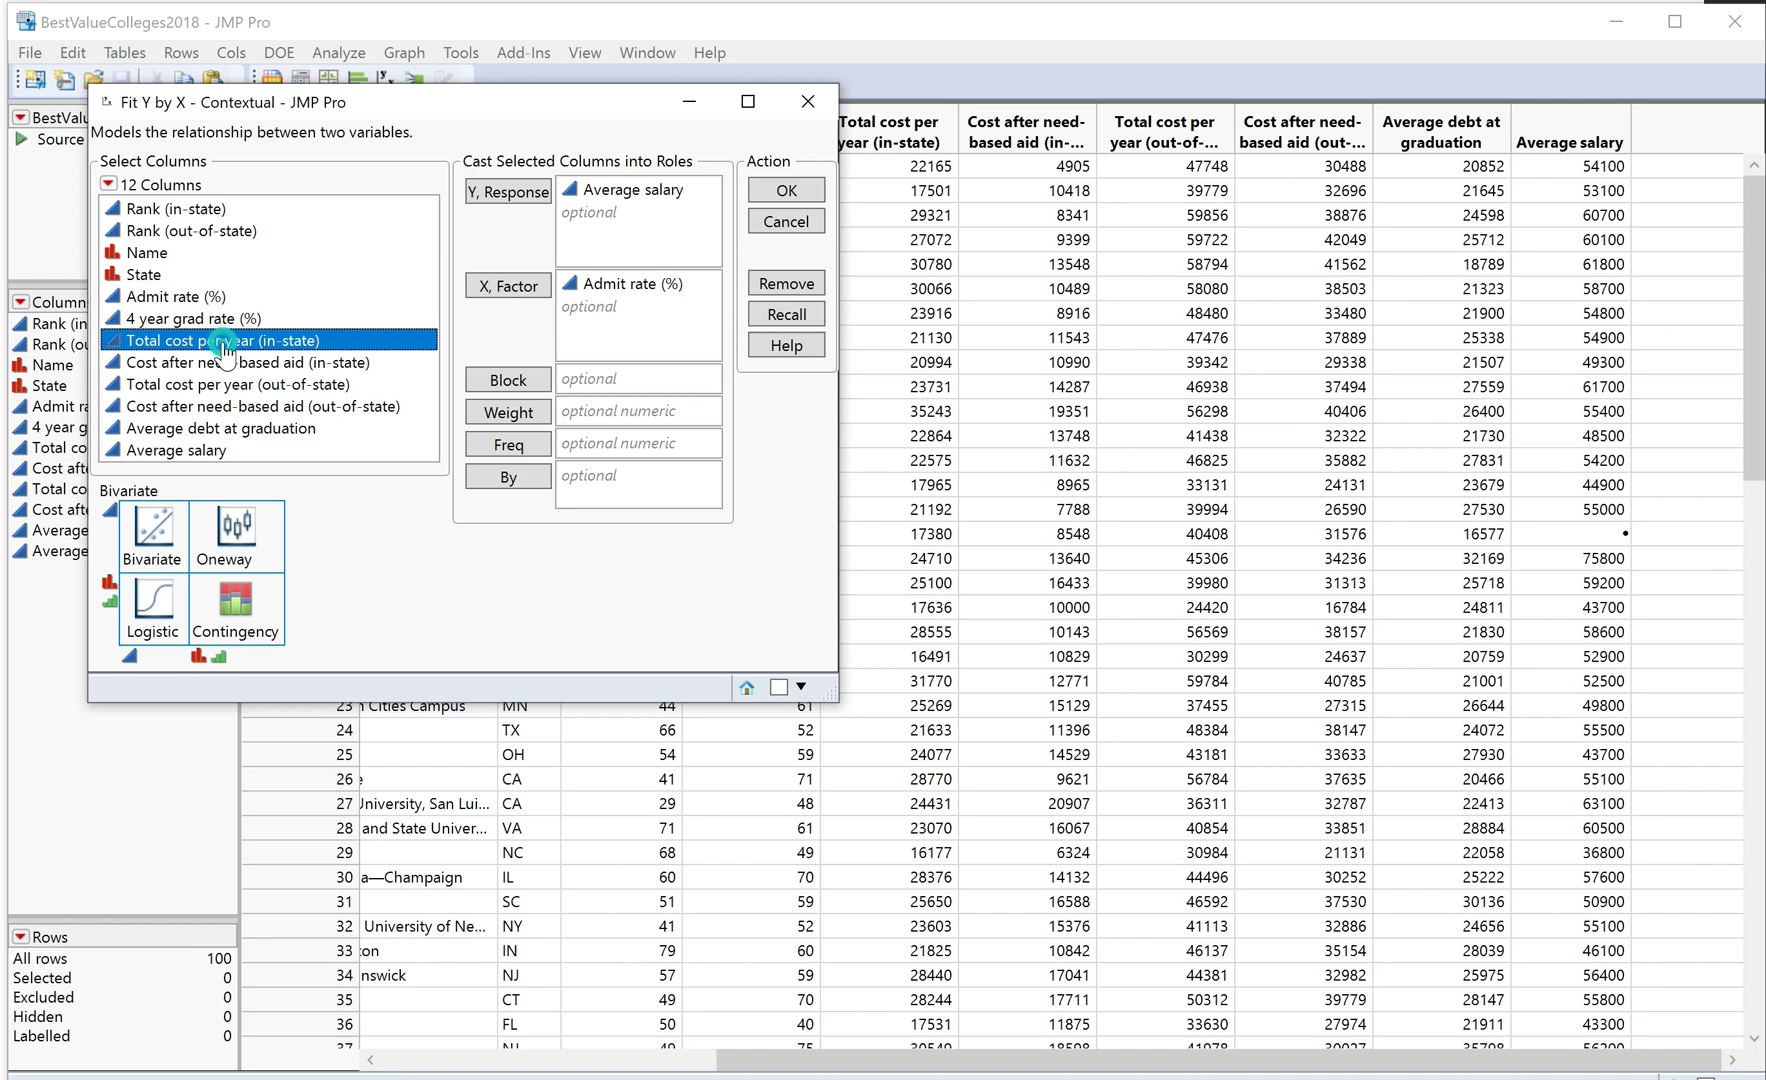 BestValueColleges2018 - JMP Pro
File Edit Tables Rows Cols DOE Analyze Graph Tools Add-Ins View Window Help
Fit Y by X - Contextual - JMP Pro
Models the relationship between two variables.
Select Columns
12 Columns
Rank (in-state)
Rank (out-of-state)
Name
State
Admit rate (%)
4 year grad rate (%)
Total cost per year (in-state)
Cost after need-based aid (in-state)
Total cost per year (out-of-state)
Cost after need-based aid (out-of-state)
Average debt at graduation
Average salary
Cast Selected Columns into Roles
Y, Response
Average salary
optional
X, Factor
Admit rate (%)
optional
Block optional
Weight optional numeric
Freq optional numeric
By optional
Action
OK
Cancel
Remove
Recall
Help
Bivariate
Bivariate Oneway
Logistic Contingency
BestValu
Source
Column
Rank (in
Rank (ou
Name
State
Admit ra
4 year g
Total co
Cost afte
Total co
Cost afte
Average
Average
Rows
All rows 100
Selected 0
Excluded 0
Hidden 0
Labelled 0
Total cost per year (in-state) Cost after need-based aid (in-... Total cost per year (out-of-... Cost after need-based aid (out-... Average debt at graduation Average salary
22165 4905 47748 30488 20852 54100
17501 10418 39779 32696 21645 53100
29321 8341 59856 38876 24598 60700
27072 9399 59722 42049 25712 60100
30780 13548 58794 41562 18789 61800
30066 10489 58080 38503 21323 58700
23916 8916 48480 33480 21900 54800
21130 11543 47476 37889 25338 54900
20994 10990 39342 29338 21507 49300
23731 14287 46938 37494 27559 61700
35243 19351 56298 40406 26400 55400
22864 13748 41438 32322 21730 48500
22575 11632 46825 35882 27831 54200
17965 8965 33131 24131 23679 44900
21192 7788 39994 26590 27530 55000
17380 8548 40408 31576 16577 •
24710 13640 45306 34236 32169 75800
25100 16433 39980 31313 25718 59200
17636 10000 24420 16784 24811 43700
28555 10143 56569 38157 21830 58600
16491 10829 30299 24637 20759 52900
31770 12771 59784 40785 21001 52500
23 Cities Campus MN 44 61 25269 15129 37455 27315 26644 49800
24 TX 66 52 21633 11396 48384 38147 24072 55500
25 OH 54 59 24077 14529 43181 33633 27930 43700
26 CA 41 71 28770 9621 56784 37635 20466 55100
27 University, San Lui... CA 29 48 24431 20907 36311 32787 22413 63100
28 and State Univer... VA 71 61 23070 16067 40854 33851 28884 60500
29 NC 68 49 16177 6324 30984 21131 22058 36800
30 a—Champaign IL 60 70 28376 14132 44496 30252 25222 57600
31 SC 51 59 25650 16588 46592 37530 30136 50900
32 University of Ne... NY 41 52 23603 15376 41113 32886 24656 55100
33 :on IN 79 60 21825 10842 46137 35154 28039 46100
34 nswick NJ 57 59 28440 17041 44381 32982 25975 56400
35 CT 49 70 28244 17711 50312 39779 28147 55800
36 FL 50 40 17531 11875 33630 27974 21911 43300